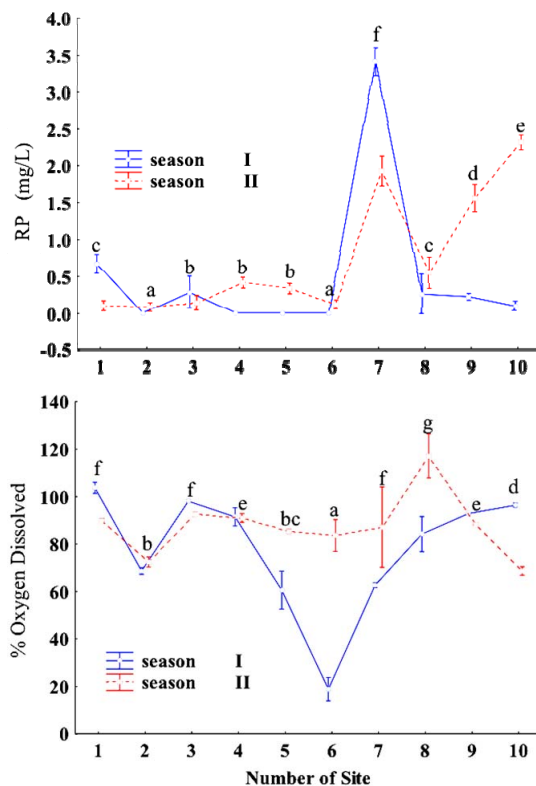 4.0
f
3.5
3.0
season I
e
2.5
season II
2.0
d
RP (mg/L)
1.5
1.0
c
c
b
b
b
0.5
a
a
0.0
-0.5
1 2 3 4 5 6 7 8 9 10
140
g
120
f
f
f
d
100
e
e
bc
a
80
b
% Oxygen Dissolved
60
40
season I
20
season II
0
1 2 3 4 5 6 7 8 9 10
Number of Site